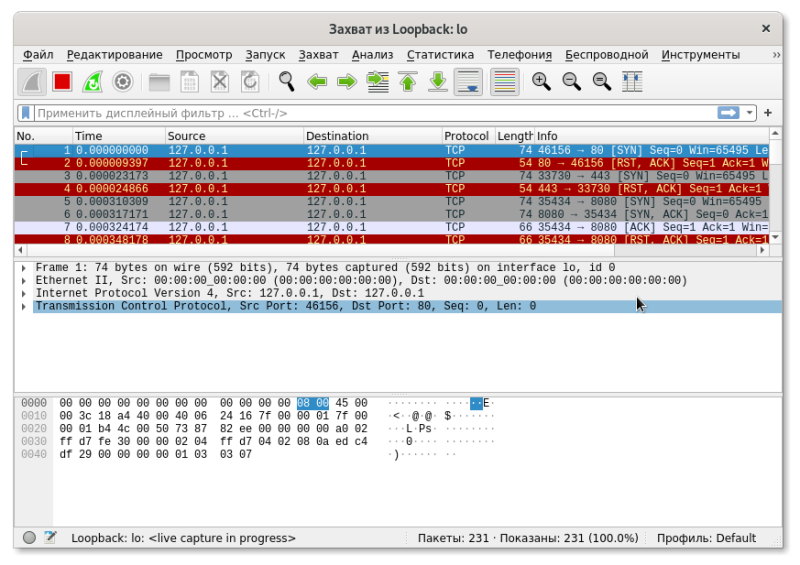 Захват из Loopback: lo
Файл Редактирование Просмотр Запуск Захват Анализ Статистика Телефония Беспроводной Инструменты »
Применить дисплейный фильтр ... <Ctrl-/>
No. Time Source Destination Protocol Length Info
1 0.000000000 127.0.0.1 127.0.0.1 TCP 74 46156 → 80 [SYN] Seq=0 Win=65495 Le
2 0.000009397 127.0.0.1 127.0.0.1 TCP 54 80 → 46156 [RST, ACK] Seq=1 Ack=1 W
3 0.000023173 127.0.0.1 127.0.0.1 TCP 74 33730 → 443 [SYN] Seq=0 Win=65495 L
4 0.000024866 127.0.0.1 127.0.0.1 TCP 54 443 → 33730 [RST, ACK] Seq=1 Ack=1
5 0.000310309 127.0.0.1 127.0.0.1 TCP 74 35434 → 8080 [SYN] Seq=0 Win=65495
6 0.000317171 127.0.0.1 127.0.0.1 TCP 74 8080 → 35434 [SYN, ACK] Seq=0 Ack=1
7 0.000324174 127.0.0.1 127.0.0.1 TCP 66 35434 → 8080 [ACK] Seq=1 Ack=1 Win=
8 0.000348178 127.0.0.1 127.0.0.1 TCP 66 35434 → 8080 [RST, ACK] Seq=1 Ack=1
Frame 1: 74 bytes on wire (592 bits), 74 bytes captured (592 bits) on interface lo, id 0
Ethernet II, Src: 00:00:00_00:00:00 (00:00:00:00:00:00), Dst: 00:00:00_00:00:00 (00:00:00:00:00:00)
Internet Protocol Version 4, Src: 127.0.0.1, Dst: 127.0.0.1
Transmission Control Protocol, Src Port: 46156, Dst Port: 80, Seq: 0, Len: 0
0000 00 00 00 00 00 00 00 00 00 00 00 00 08 00 45 00 ········ ······E·
0010 00 3c 18 a4 40 00 40 06 24 16 7f 00 00 01 7f 00 ·<··@·@· $·······
0020 00 01 b4 4c 00 50 73 87 82 ee 00 00 00 00 a0 02 ···L·Ps· ········
0030 ff d7 fe 30 00 00 02 04 ff d7 04 02 08 0a ed c4 ···0···· ········
0040 df 29 00 00 00 00 01 03 03 07 ·)······ ··
Loopback: lo: <live capture in progress> Пакеты: 231 · Показаны: 231 (100.0%) Профиль: Default